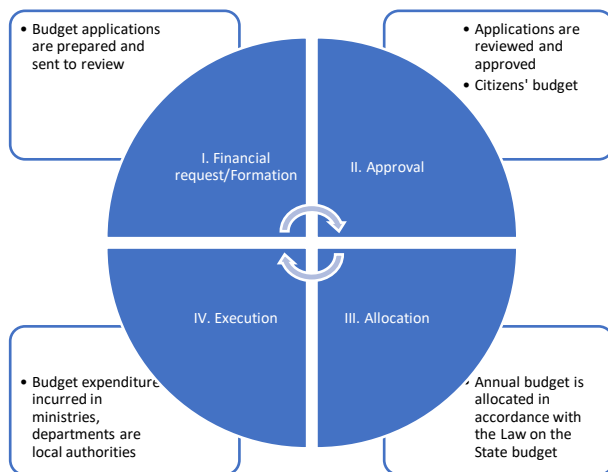 • Budget applications
are prepared and
sent to review
• Applications are
reviewed and
approved
• Citizens' budget
I. Financial
request/Formation
II. Approval
IV. Execution
III. Allocation
• Budget expenditure
incurred in
ministries,
departments are
local authorities
• Annual budget is
allocated in
accordance with
the Law on the
State budget